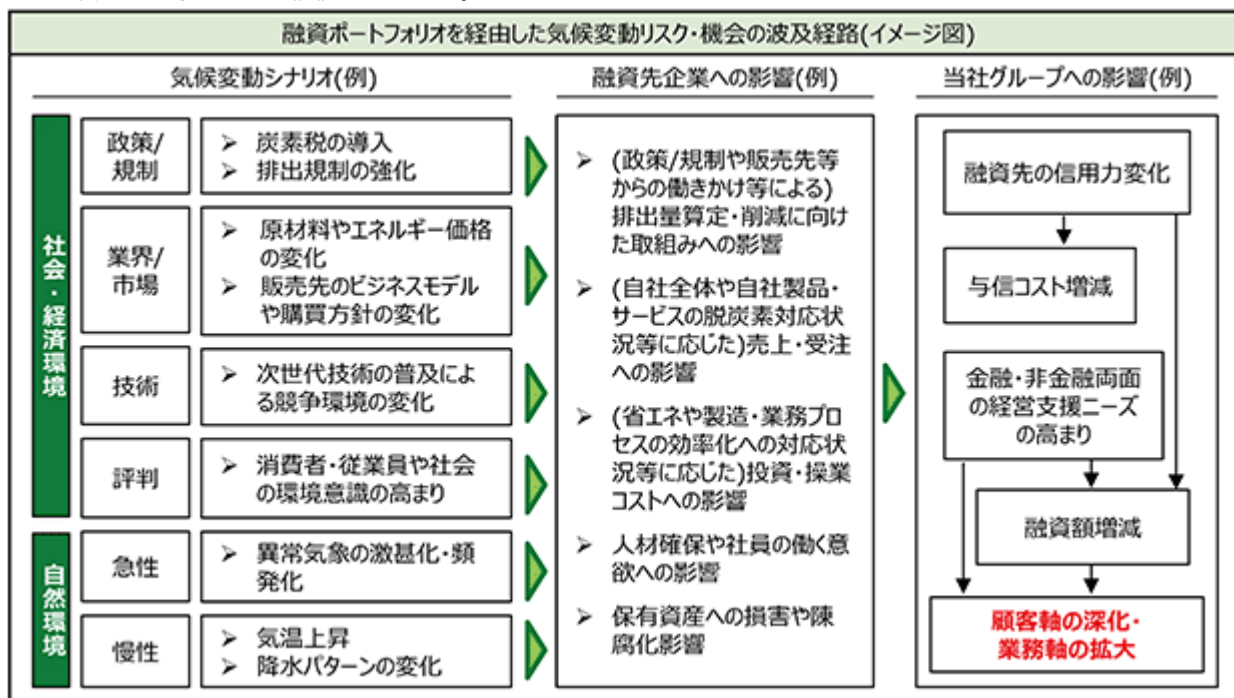 融資ポートフォリオを経由した気候変動リスク・機会の波及経路(イメージ図)
気候変動シナリオ(例)
融資先企業への影響(例)
当社グループへの影響(例)
社会・経済環境
政策/
規制
➢ 炭素税の導入
➢ 排出規制の強化
業界/
市場
➢ 原材料やエネルギー価格
の変化
➢ 販売先のビジネスモデル
や購買方針の変化
技術
➢ 次世代技術の普及によ
る競争環境の変化
評判
➢ 消費者・従業員や社会
の環境意識の高まり
自然環境
急性
➢ 異常気象の激甚化・頻
発化
慢性
➢ 気温上昇
➢ 降水パターンの変化
➢ (政策/規制や販売先等
からの働きかけ等による)
排出量算定・削減に向け
た取組みへの影響
➢ (自社全体や自社製品・
サービスの脱炭素対応状
況等に応じた)売上・受注
への影響
➢ (省エネや製造・業務プロ
セスの効率化への対応状
況等に応じた)投資・操業
コストへの影響
➢ 人材確保や社員の働く意
欲への影響
➢ 保有資産への損害や陳
腐化影響
融資先の信用力変化
与信コスト増減
金融・非金融両面
の経営支援ニーズ
の高まり
融資額増減
顧客軸の深化・
業務軸の拡大